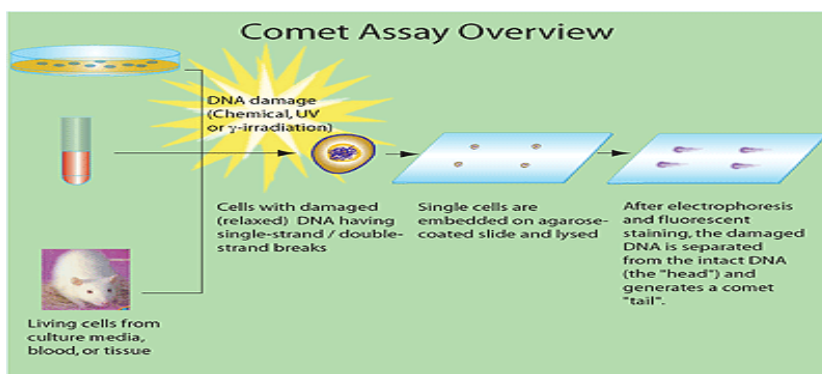 Comet Assay Overview
DNA damage
(Chemical, UV
or γ-irradiation)
Cells with damaged
(relaxed)  DNA having
single-strand / double-
strand breaks
Single cells are
embedded on agarose-
coated slide and lysed
After electrophoresis
and fluorescent
staining, the damaged
DNA is separated
from the intact DNA
(the "head") and
generates a comet
"tail".
Living cells from
culture media,
blood, or tissue